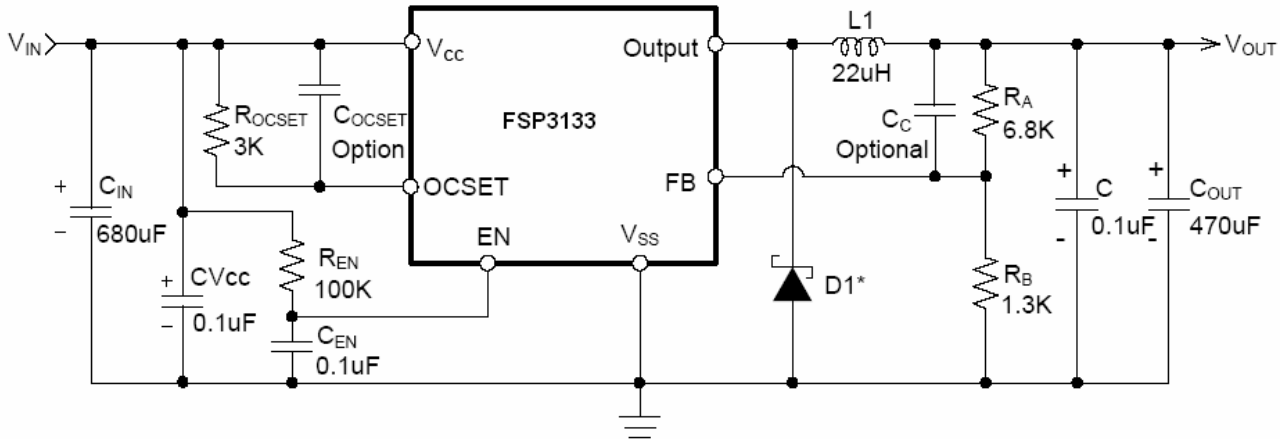 VIN
VCC
Output
L1
22uH
VOUT
ROCSET
3K
COCSET
Option
FSP3133
CC
Optional
RA
6.8K
OCSET
FB
+
CIN
680uF
-
EN
VSS
+
C
0.1uF
-
+
COUT
470uF
-
REN
100K
+
CVcc
0.1uF
-
D1*
RB
1.3K
CEN
0.1uF